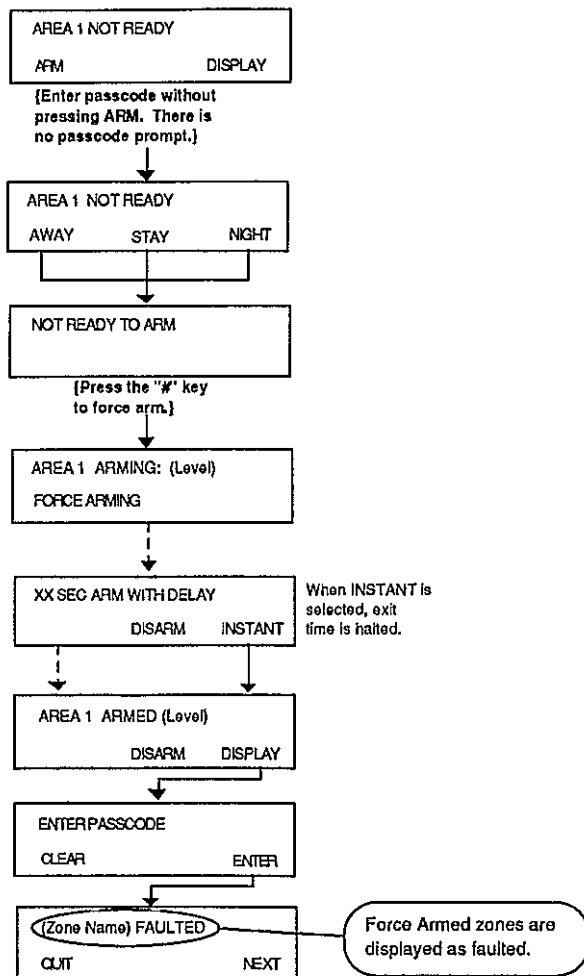 AREA 1 NOT READY
ARM DISPLAY
{Enter passcode without
pressing ARM. There is
no passcode prompt.}
AREA 1 NOT READY
AWAY STAY NIGHT
NOT READY TO ARM
{Press the "#" key
to force arm.}
AREA 1 ARMING: (Level)
FORCE ARMING
XX SEC ARM WITH DELAY
DISARM INSTANT
When INSTANT is
selected, exit
time is halted.
AREA 1 ARMED (Level)
DISARM DISPLAY
ENTER PASSCODE
CLEAR ENTER
(Zone Name) FAULTED
QUIT NEXT
Force Armed zones are
displayed as faulted.